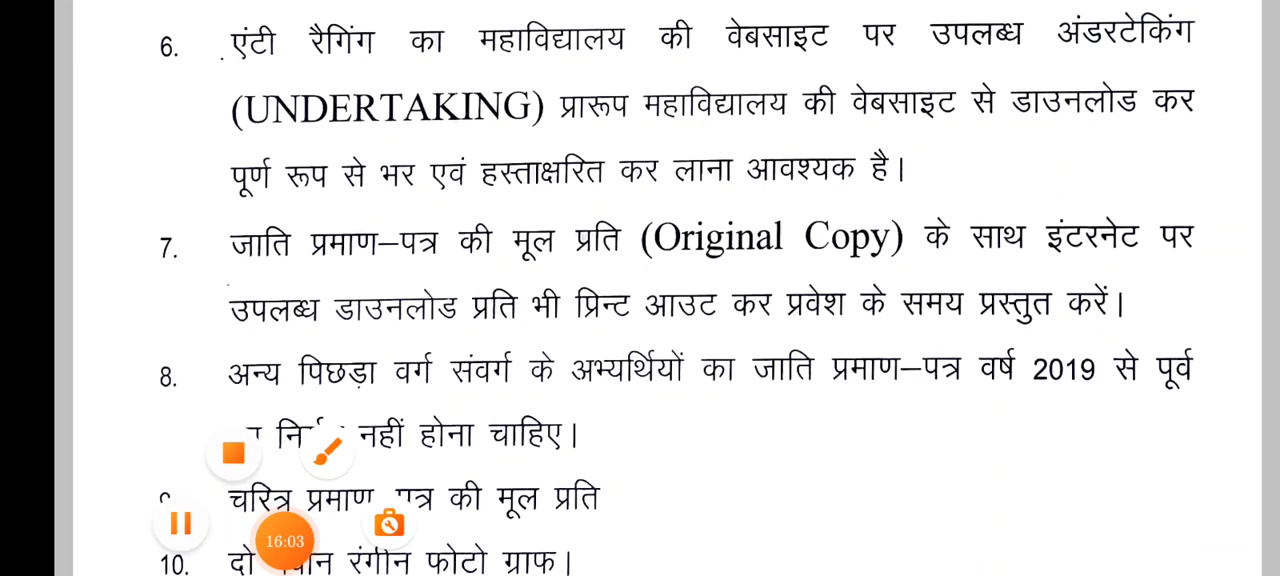 6. एंटी रैगिंग का महाविद्यालय की वेबसाइट पर उपलब्ध अंडरटेकिंग
(UNDERTAKING) प्रारूप महाविद्यालय की वेबसाइट से डाउनलोड कर
पूर्ण रूप से भर एवं हस्ताक्षरित कर लाना आवश्यक है।
7. जाति प्रमाण–पत्र की मूल प्रति (Original Copy) के साथ इंटरनेट पर
उपलब्ध डाउनलोड प्रति भी प्रिन्ट आउट कर प्रवेश के समय प्रस्तुत करें।
8. अन्य पिछड़ा वर्ग संवर्ग के अभ्यर्थियों का जाति प्रमाण–पत्र वर्ष 2019 से पूर्व
नहीं होना चाहिए।
चरित्र प्रमाण पत्र की मूल प्रति
16:03
10. दो रंगीन फोटो ग्राफ।